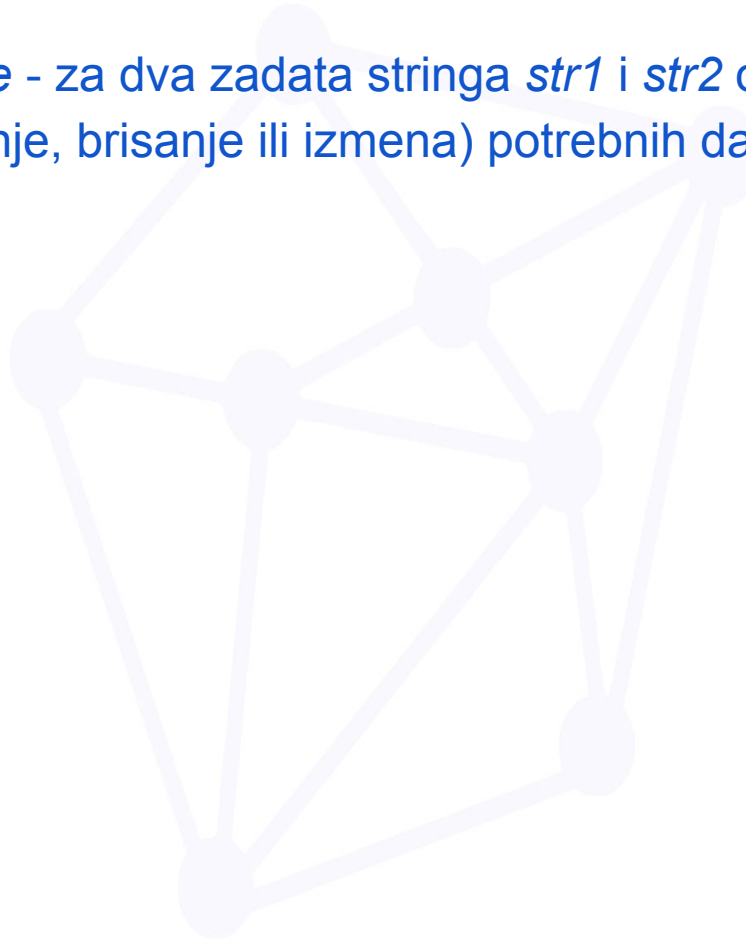 e - za dva zadata stringa str1 i str2
nje, brisanje ili izmena) potrebnih da